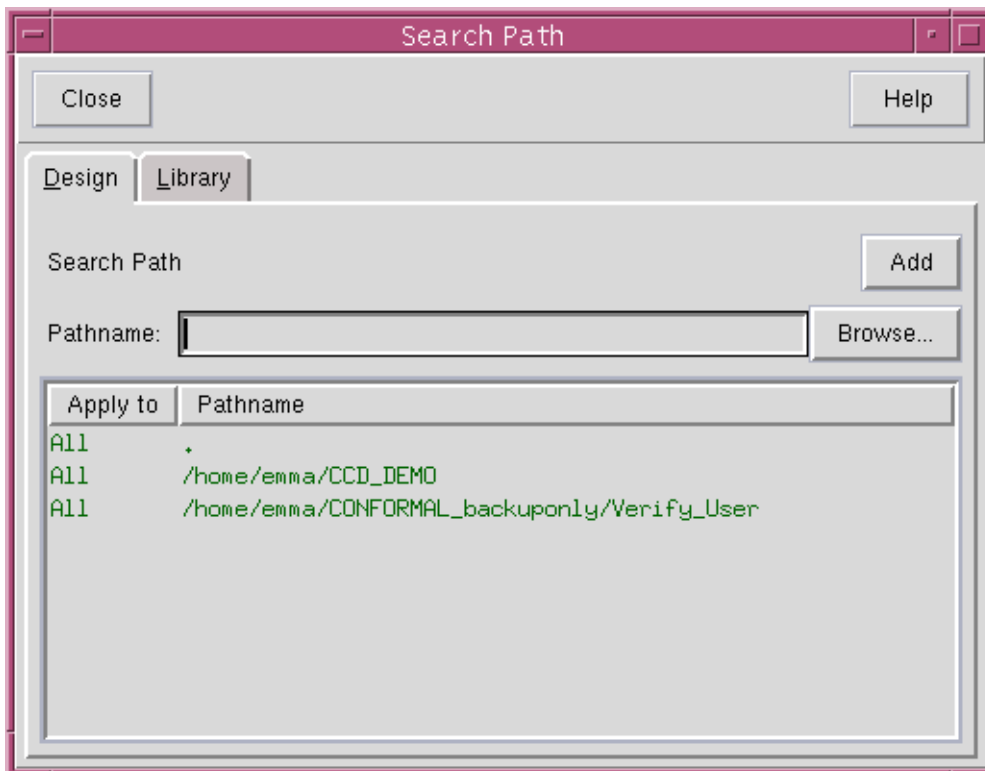 Search Path
Close Help
Design Library
Search Path Add
Pathname: Browse...
Apply to Pathname
All .
All /home/emma/CCD_DEMO
All /home/emma/CONFORMAL_backuponly/Verify_User